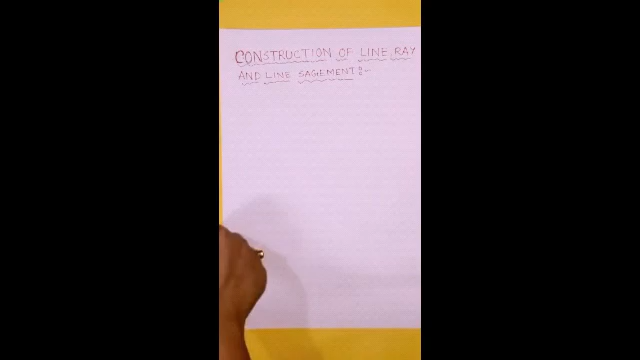 CONSTRUCTION OF LINE, RAY
AND LINE SAGEMENT :-